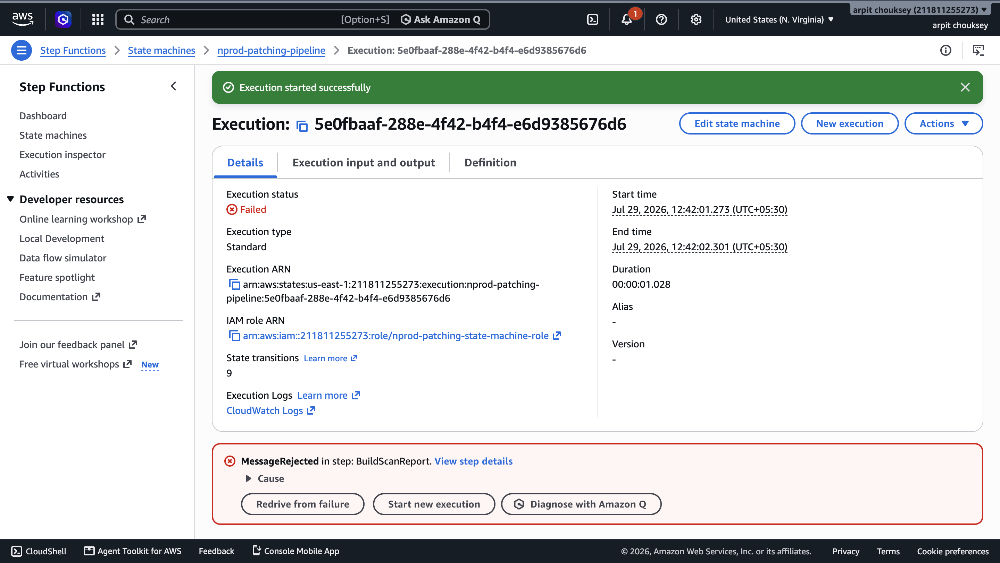 arpit chouksey (211811255273)
aws
Search [Option+S] Ask Amazon Q
1
United States (N. Virginia)
arpit chouksey
Step Functions
State machines
nprod-patching-pipeline
Execution: 5e0fbaaf-288e-4f42-b4f4-e6d9385676d6
Step Functions
Dashboard
State machines
Execution inspector
Activities
Developer resources
Online learning workshop
Local Development
Data flow simulator
Feature spotlight
Documentation
Join our feedback panel
Free virtual workshops New
Execution started successfully
Execution: 5e0fbaaf-288e-4f42-b4f4-e6d9385676d6
Edit state machine
New execution
Actions
Details
Execution input and output
Definition
Execution status
Failed
Execution type
Standard
Execution ARN
arn:aws:states:us-east-1:211811255273:execution:nprod-patching-
pipeline:5e0fbaaf-288e-4f42-b4f4-e6d9385676d6
IAM role ARN
arn:aws:iam::211811255273:role/nprod-patching-state-machine-role
State transitions Learn more
9
Execution Logs Learn more
CloudWatch Logs
Start time
Jul 29, 2026, 12:42:01.273 (UTC+05:30)
End time
Jul 29, 2026, 12:42:02.301 (UTC+05:30)
Duration
00:00:01.028
Alias
-
Version
-
MessageRejected in step: BuildScanReport. View step details
Cause
Redrive from failure
Start new execution
Diagnose with Amazon Q
CloudShell
Agent Toolkit for AWS
Feedback
Console Mobile App
© 2026, Amazon Web Services, Inc. or its affiliates.
Privacy
Terms
Cookie preferences